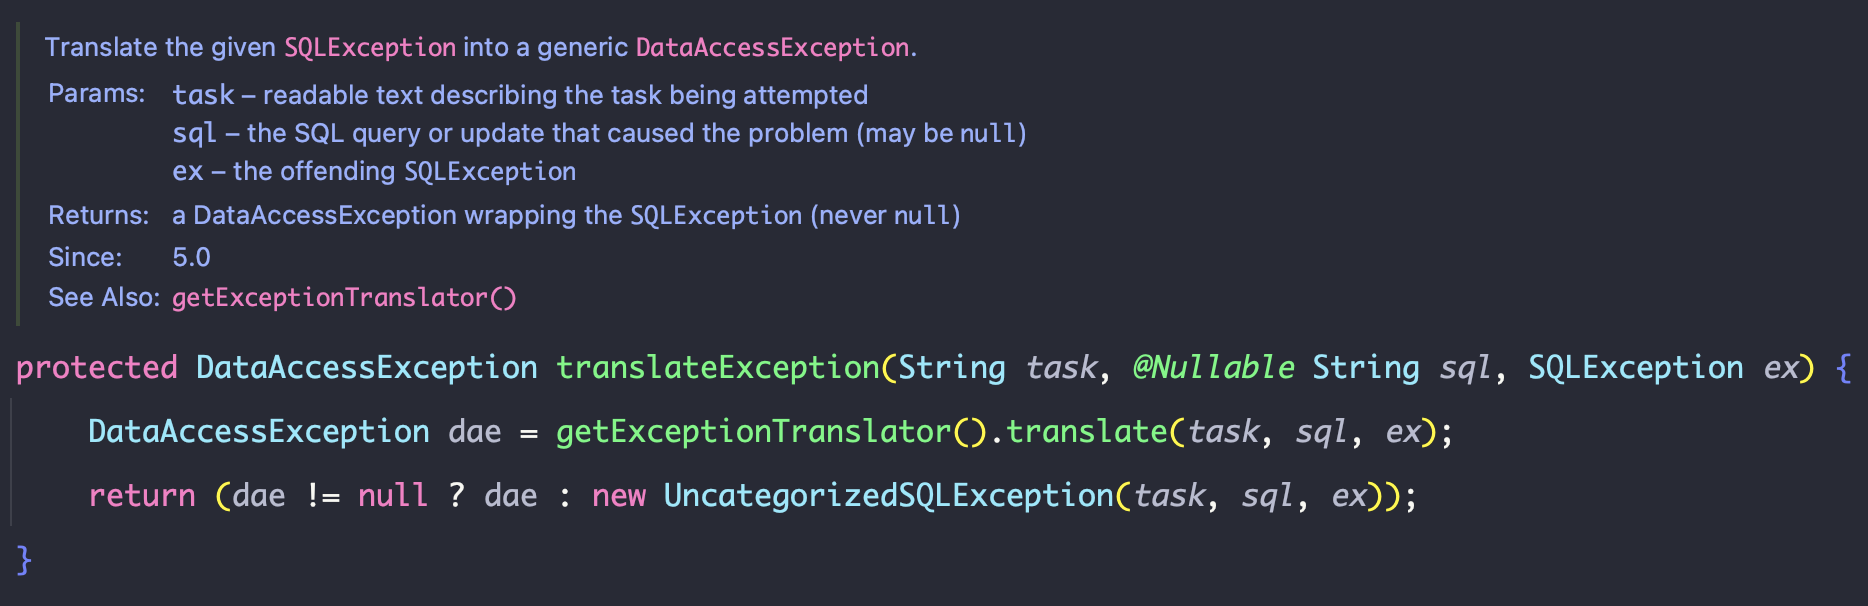 Translate the given SQLException into a generic DataAccessException.
Params: task – readable text describing the task being attempted
sql – the SQL query or update that caused the problem (may be null)
ex – the offending SQLException
Returns: a DataAccessException wrapping the SQLException (never null)
Since: 5.0
See Also: getExceptionTranslator()
protected DataAccessException translateException(String task, @Nullable String sql, SQLException ex) {
    DataAccessException dae = getExceptionTranslator().translate(task, sql, ex);
    return (dae != null ? dae : new UncategorizedSQLException(task, sql, ex));
}